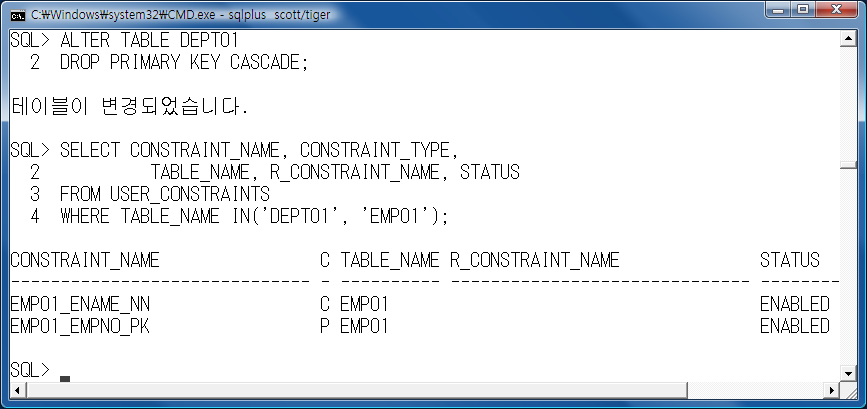 C:\Windows\system32\CMD.exe - sqlplus  scott/tiger
SQL> ALTER TABLE DEPT01
  2  DROP PRIMARY KEY CASCADE;
테이블이 변경되었습니다.
SQL> SELECT CONSTRAINT_NAME, CONSTRAINT_TYPE,
  2           TABLE_NAME, R_CONSTRAINT_NAME, STATUS
  3  FROM USER_CONSTRAINTS
  4  WHERE TABLE_NAME IN('DEPT01', 'EMP01');
CONSTRAINT_NAME                C TABLE_NAME R_CONSTRAINT_NAME              STATUS
------------------------------ - ---------- ------------------------------ --------
EMP01_ENAME_NN                 C EMP01                                     ENABLED
EMP01_EMPNO_PK                 P EMP01                                     ENABLED
SQL>